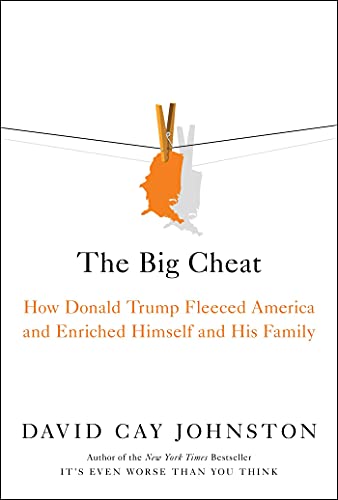 The Big Cheat
How Donald Trump Fleeced America
and Enriched Himself and His Family
DAVID CAY JOHNSTON
Author of the New York Times Bestseller
IT'S EVEN WORSE THAN YOU THINK